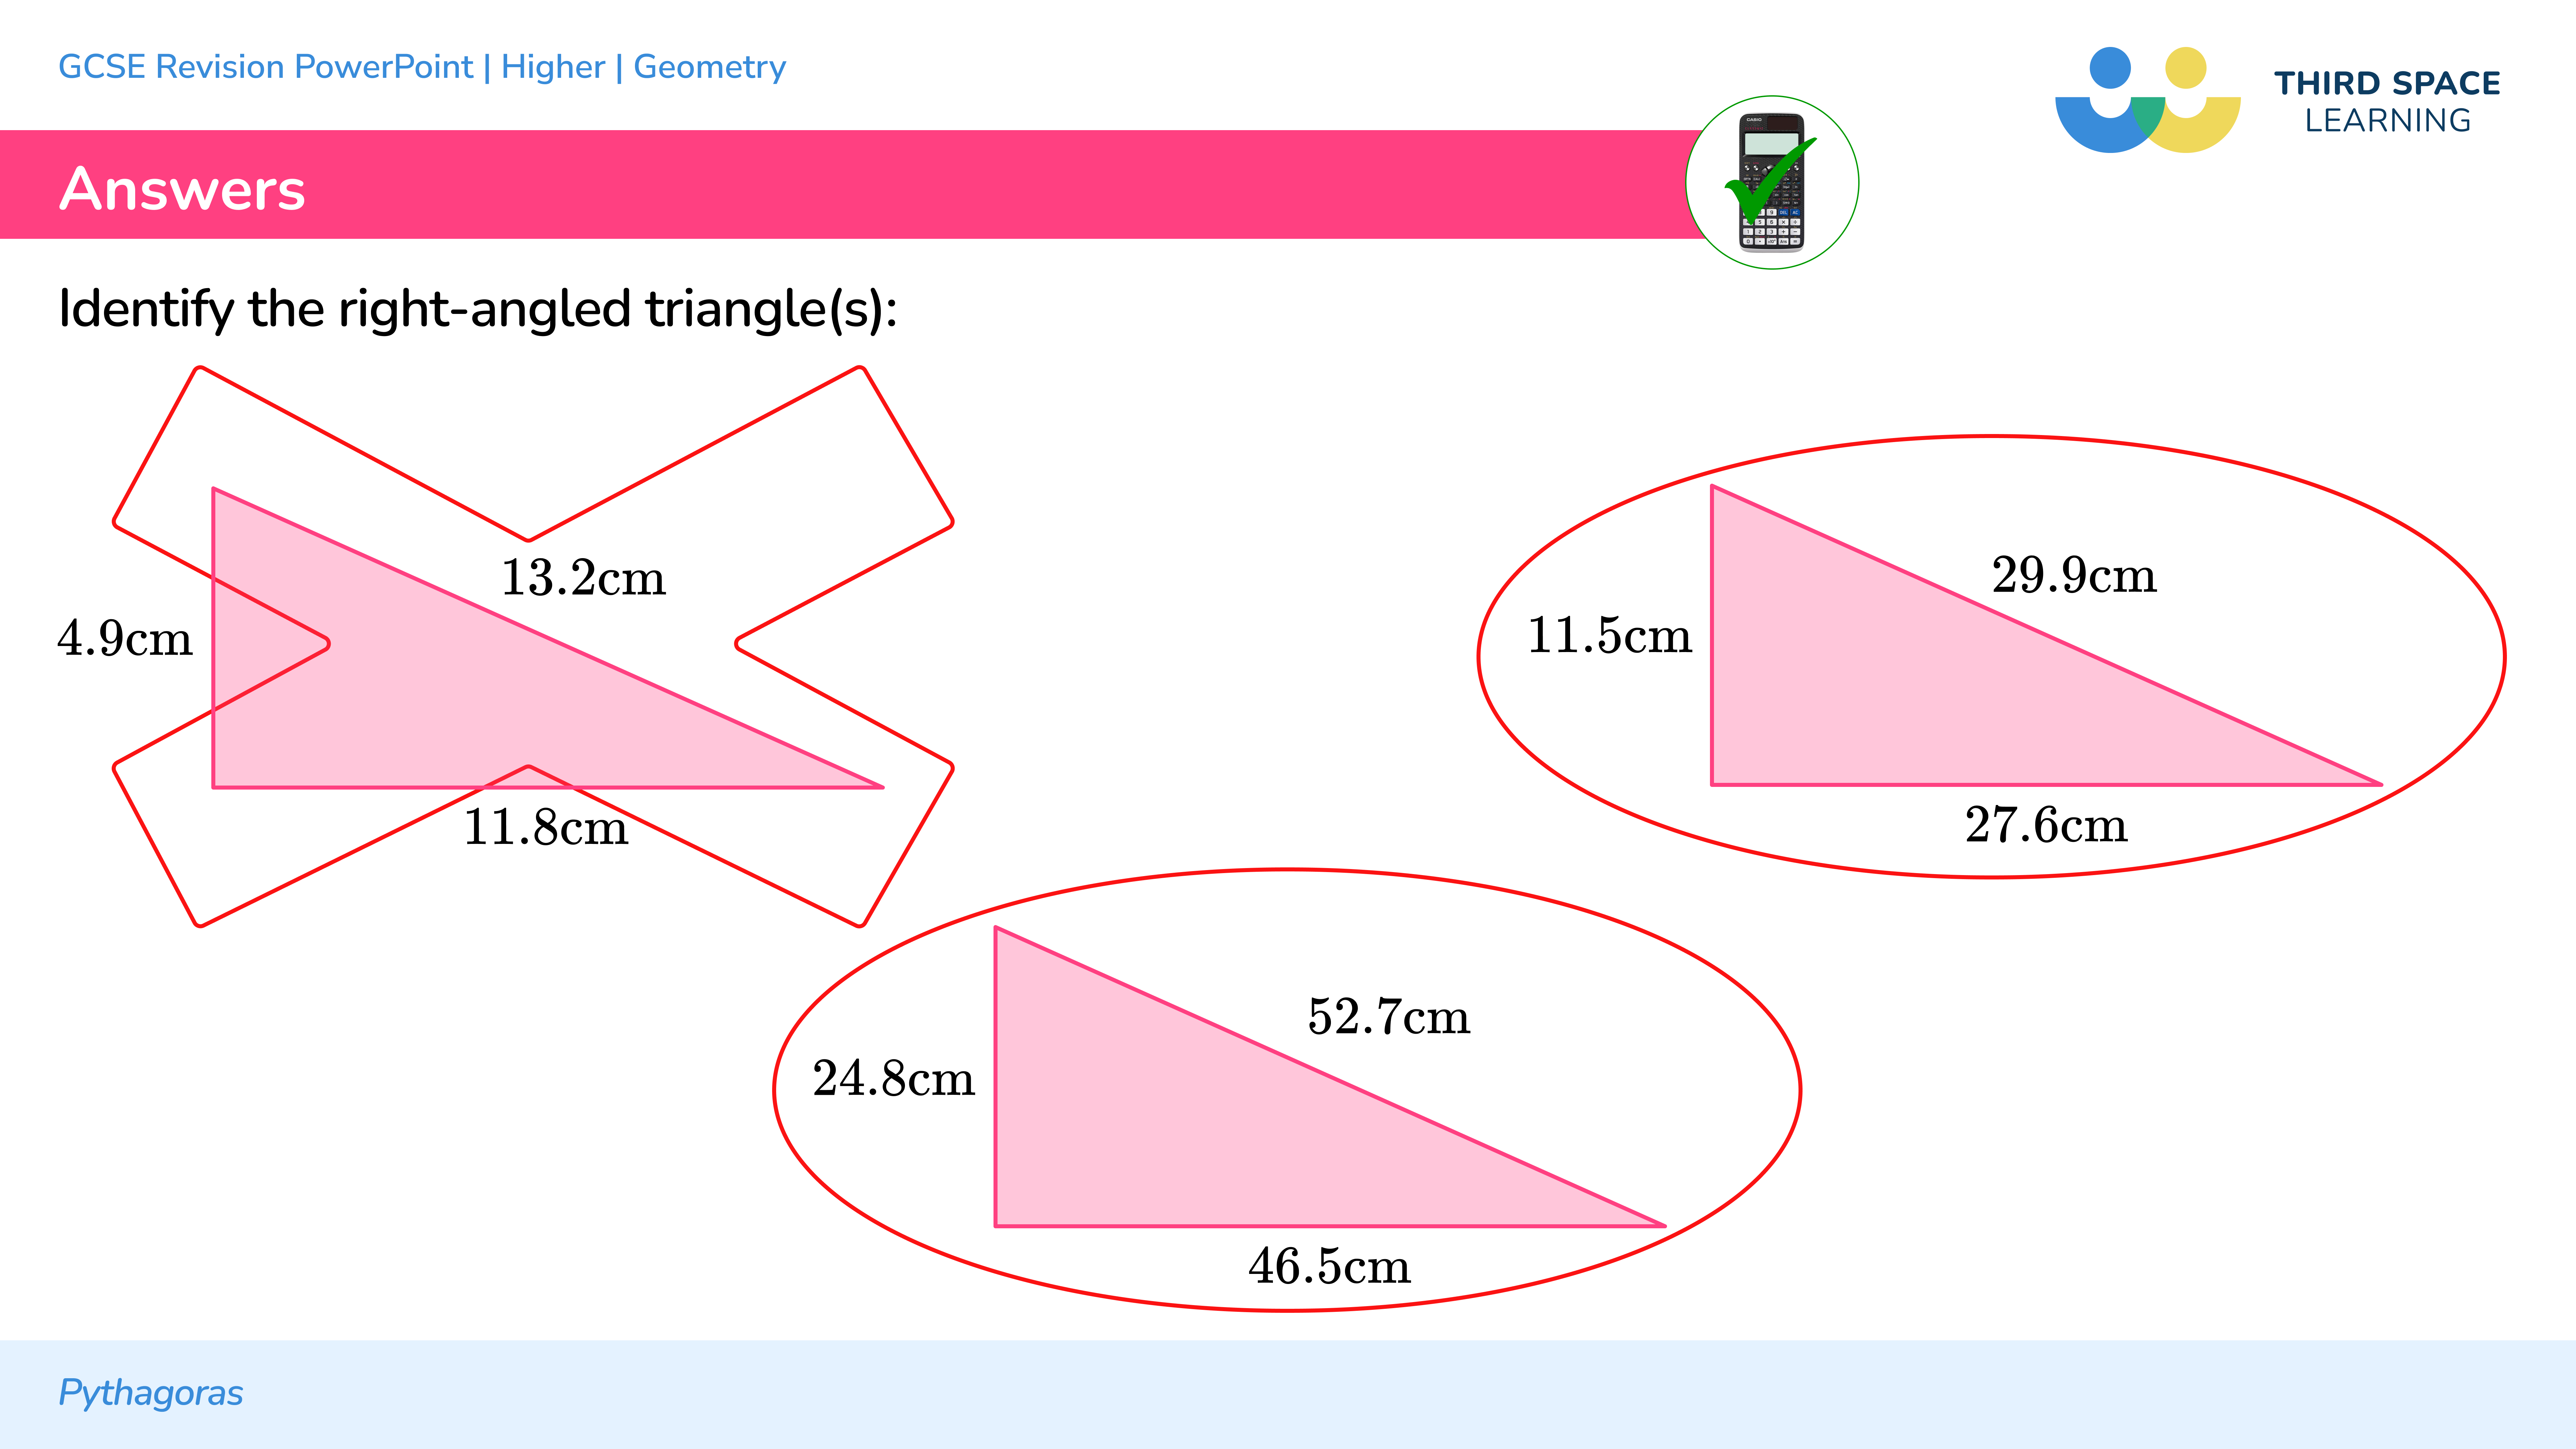 GCSE Revision PowerPoint | Higher | Geometry
THIRD SPACE
LEARNING
Answers
CASIO
Identify the right-angled triangle(s):
13.2cm
4.9cm
11.8cm
29.9cm
11.5cm
27.6cm
52.7cm
24.8cm
46.5cm
Pythagoras